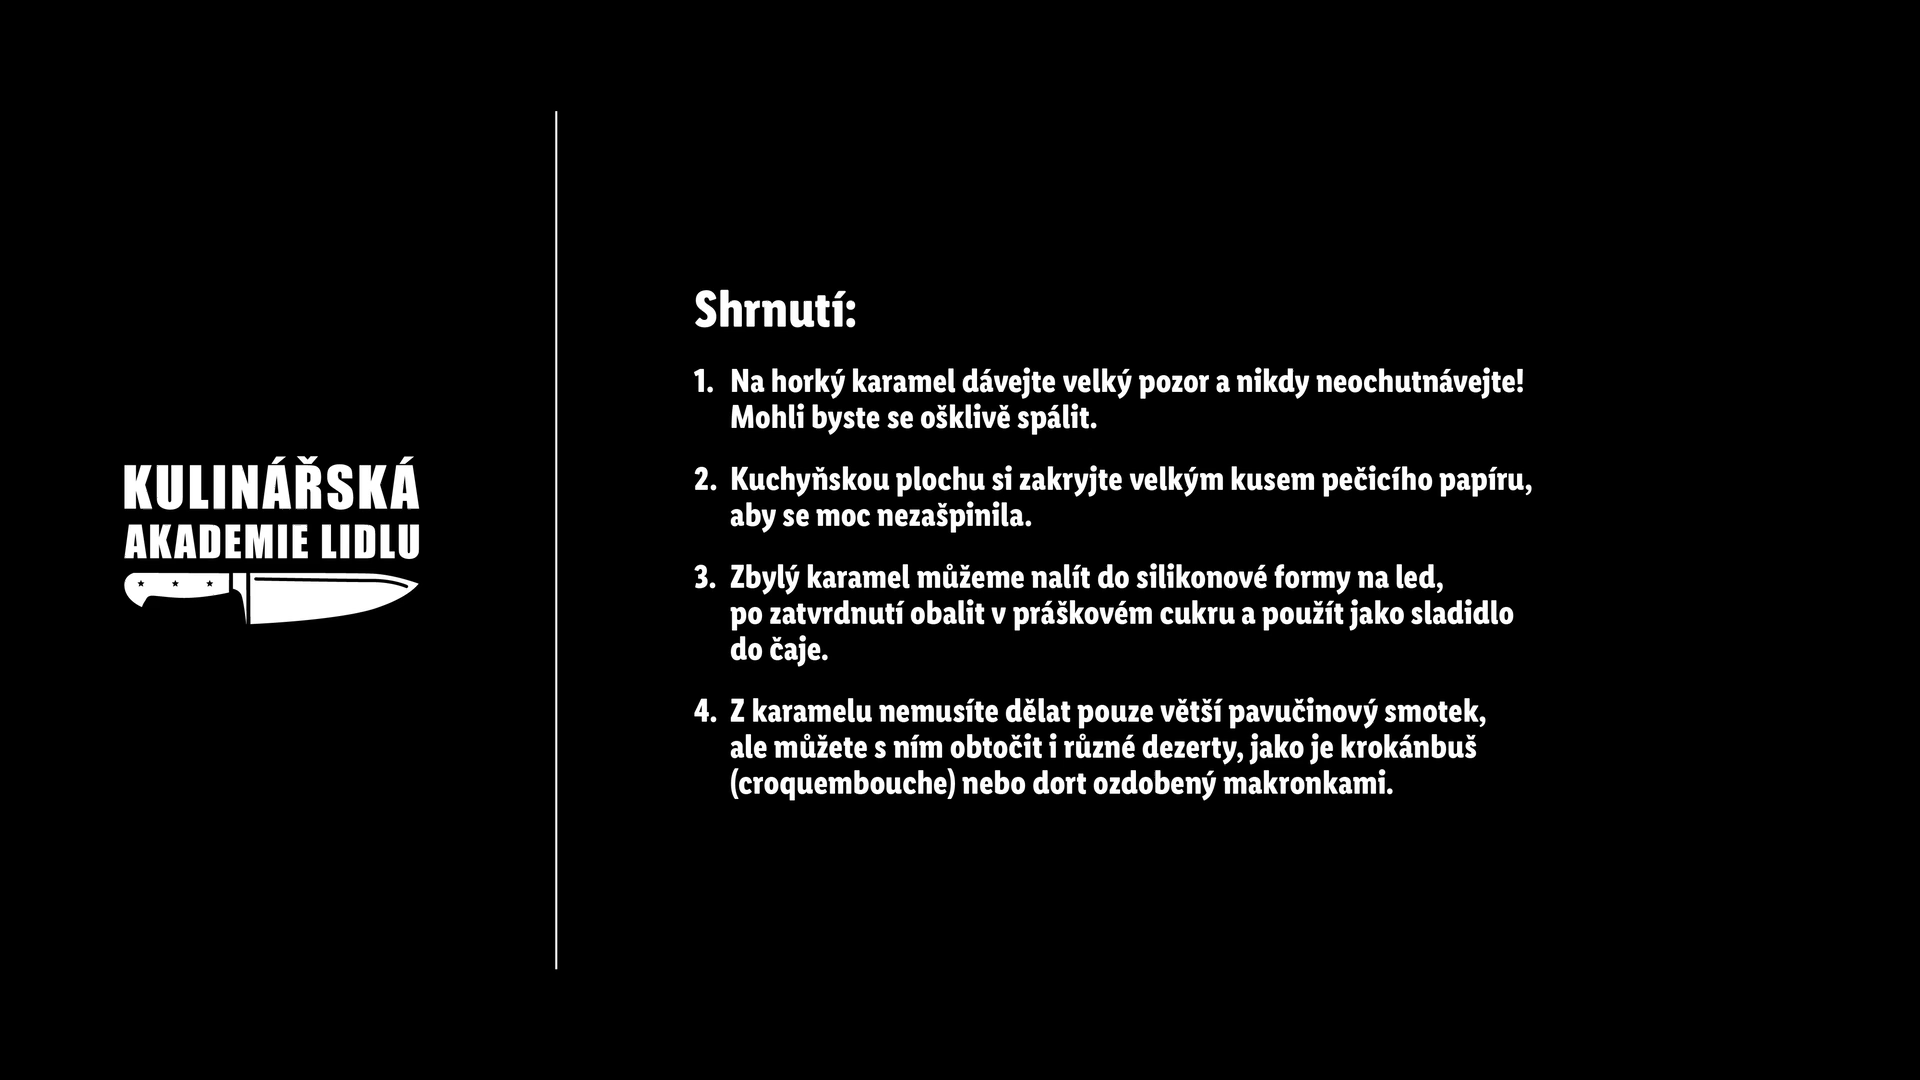 KULINÁŘSKÁ
AKADEMIE LIDLU
Shrnutí:
1. Na horký karamel dávejte velký pozor a nikdy neochutnávejte!
Mohli byste se ošklivě spálit.
2. Kuchyňskou plochu si zakryjte velkým kusem pečicího papíru,
aby se moc nezašpinila.
3. Zbylý karamel můžeme nalít do silikonové formy na led,
po zatvrdnutí obalit v práškovém cukru a použít jako sladidlo
do čaje.
4. Z karamelu nemusíte dělat pouze větší pavučinový smotek,
ale můžete s ním obtočit i různé dezerty, jako je krokánbuš
(croquembouche) nebo dort ozdobený makronkami.